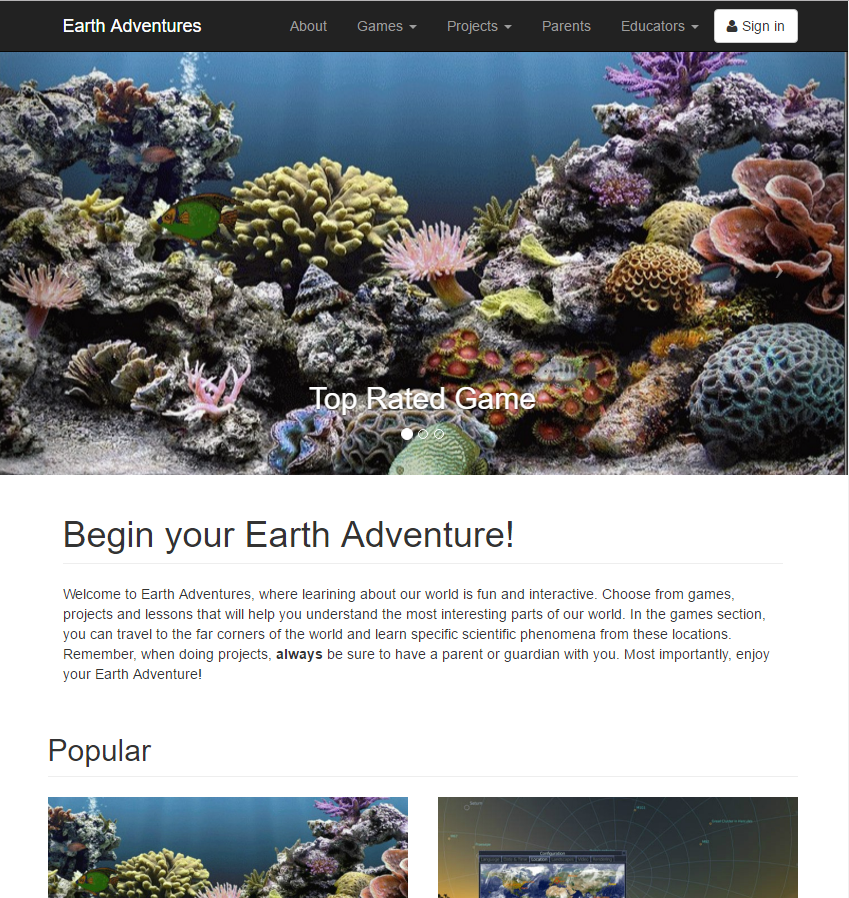 Earth Adventures About Games Projects Parents Educators Sign in
Top Rated Game
Begin your Earth Adventure!
Welcome to Earth Adventures, where learining about our world is fun and interactive. Choose from games,
projects and lessons that will help you understand the most interesting parts of our world. In the games section,
you can travel to the far corners of the world and learn specific scientific phenomena from these locations.
Remember, when doing projects, always be sure to have a parent or guardian with you. Most importantly, enjoy
your Earth Adventure!
Popular
Configuration